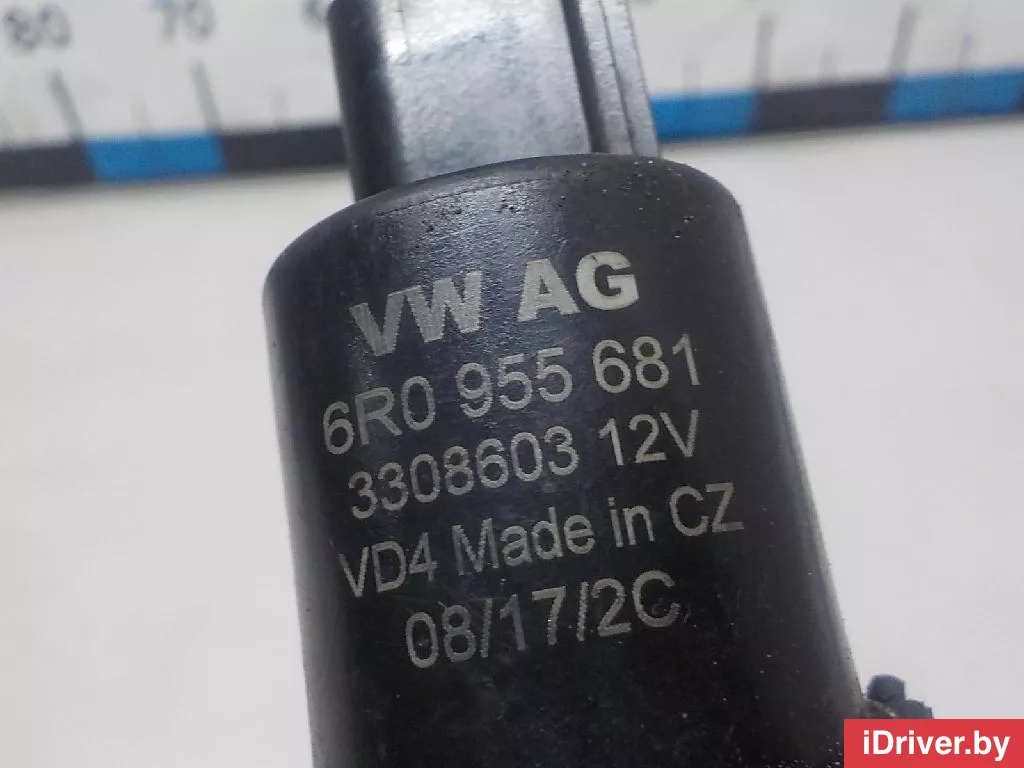 80 70
VW AG
6R0 955 681
3308603 12V
VD4 Made in CZ
08/17/2C
iDriver.by